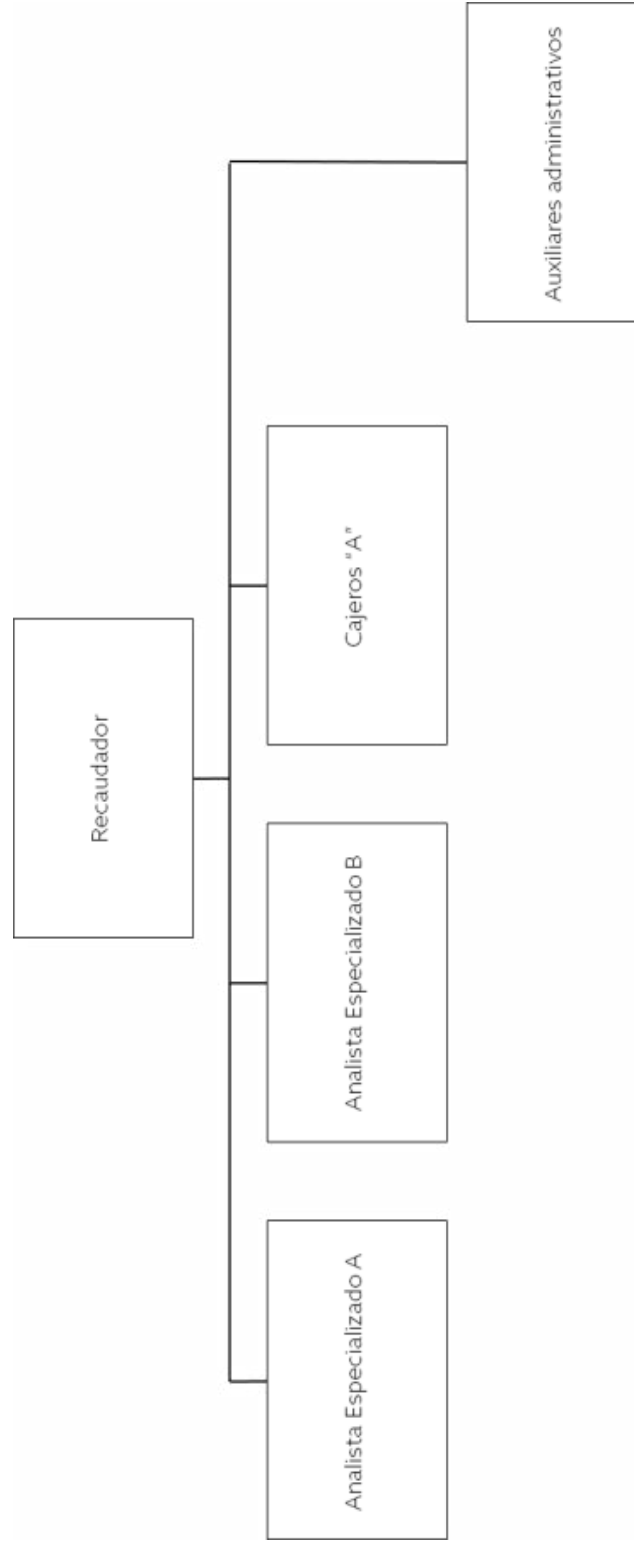 Recaudador
Analista Especializado A
Analista Especializado B
Cajeros “A”
Auxiliares administrativos